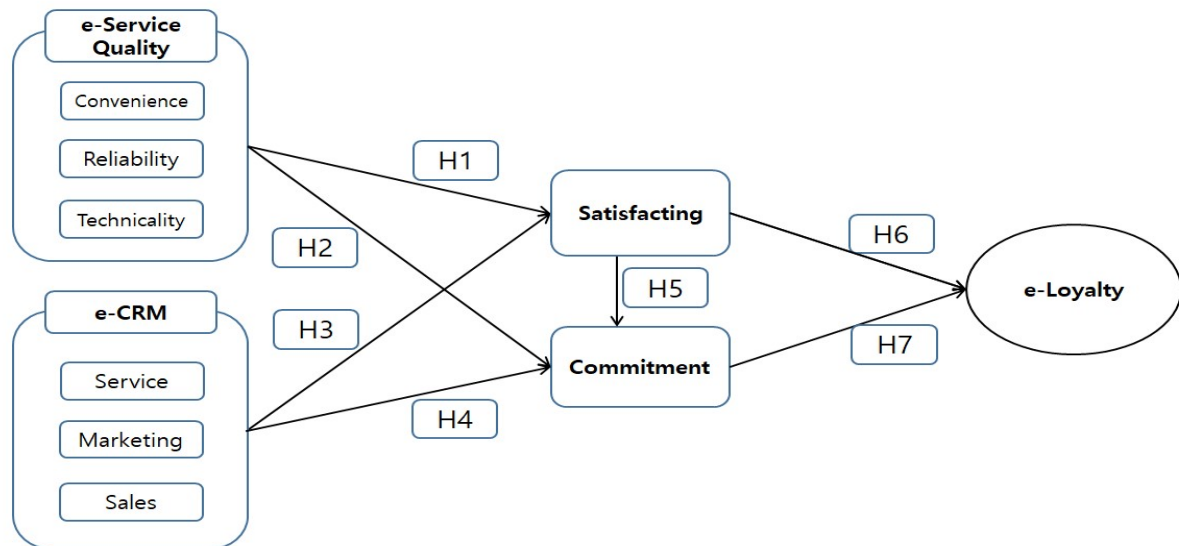 e-Service
Quality
Convenience
Reliability
Technicality
e-CRM
Service
Marketing
Sales
H1
H2
H3
H4
Satisfacting
H5
Commitment
H6
H7
e-Loyalty